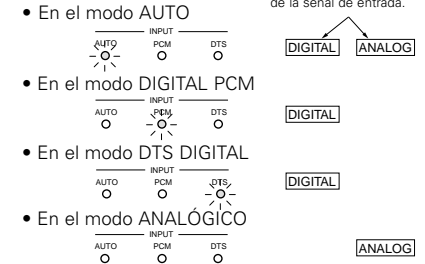 de la señal de entrada.
• En el modo AUTO
INPUT
AUTO PCM DTS
DIGITAL ANALOG
• En el modo DIGITAL PCM
INPUT
AUTO PCM DTS
DIGITAL
• En el modo DTS DIGITAL
INPUT
AUTO PCM DTS
DIGITAL
• En el modo ANALÓGICO
INPUT
AUTO PCM DTS
ANALOG